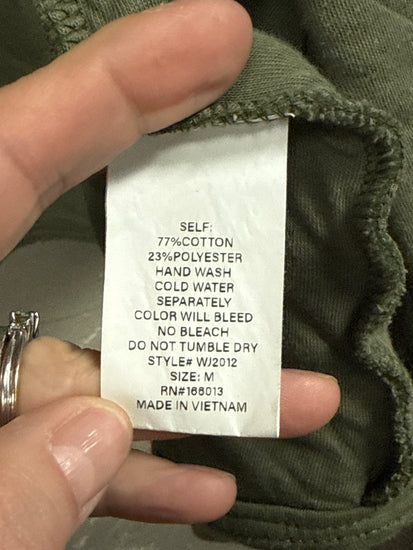 SELF:
77%COTTON
23%POLYESTER
HAND WASH
COLD WATER
SEPARATELY
COLOR WILL BLEED
NO BLEACH
DO NOT TUMBLE DRY
STYLE# WJ2012
SIZE: M
RN#166013
MADE IN VIETNAM